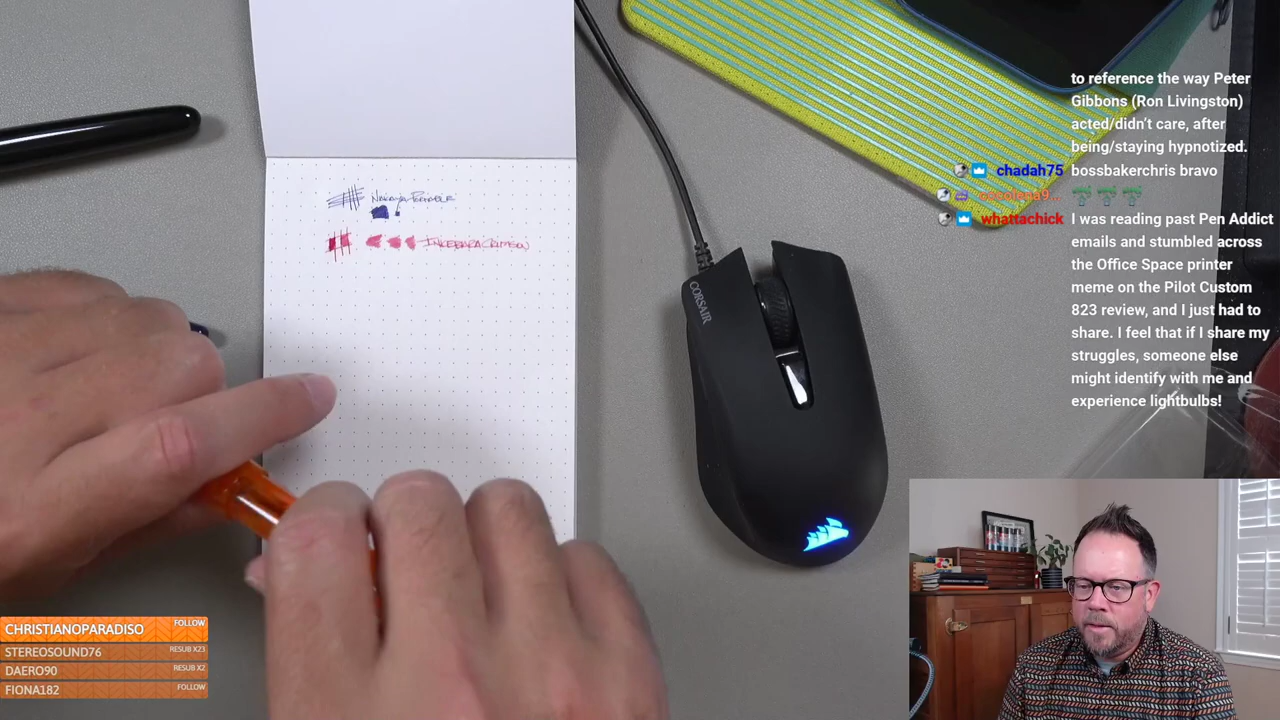 to reference the way Peter
Gibbons (Ron Livingston)
acted/didn't care, after
being/staying hypnotized.
chadah75 bossbakerchris bravo
whattachick I was reading past Pen Addict
emails and stumbled across
the Office Space printer
meme on the Pilot Custom
823 review, and I just had to
share. I feel that if I share my
struggles, someone else
might identify with me and
experience lightbulbs!
CORSAIR
CHRISTIANOPARADISO FOLLOW
STEREOSOUND76 RESUB X23
DAERO90 RESUB X2
FIONA182 FOLLOW